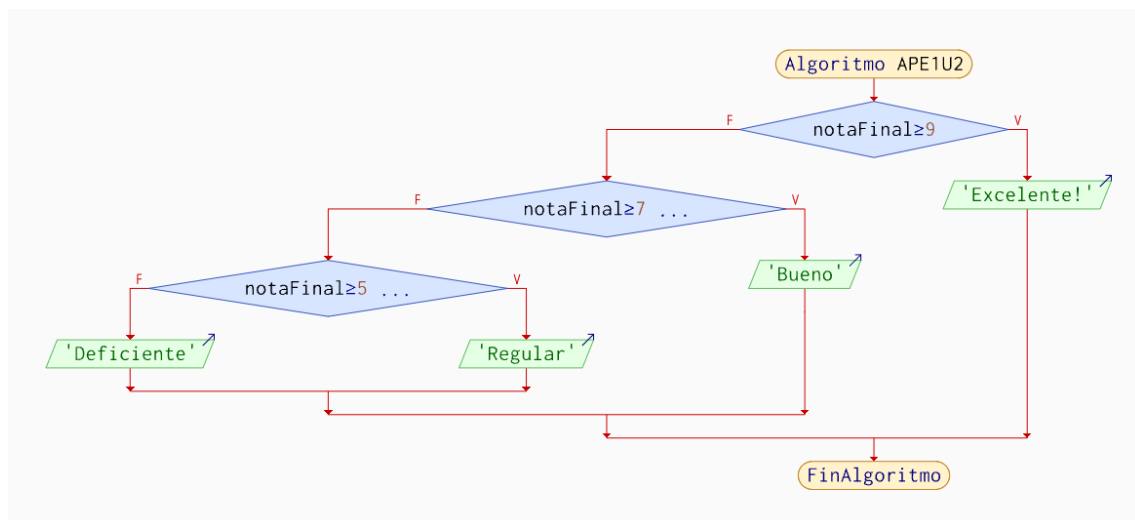 Algoritmo APE1U2
F
notaFinal≥9
V
F
notaFinal≥7 ...
V
'Excelente!'
F
notaFinal≥5 ...
V
'Bueno'
'Deficiente'
'Regular'
FinAlgoritmo